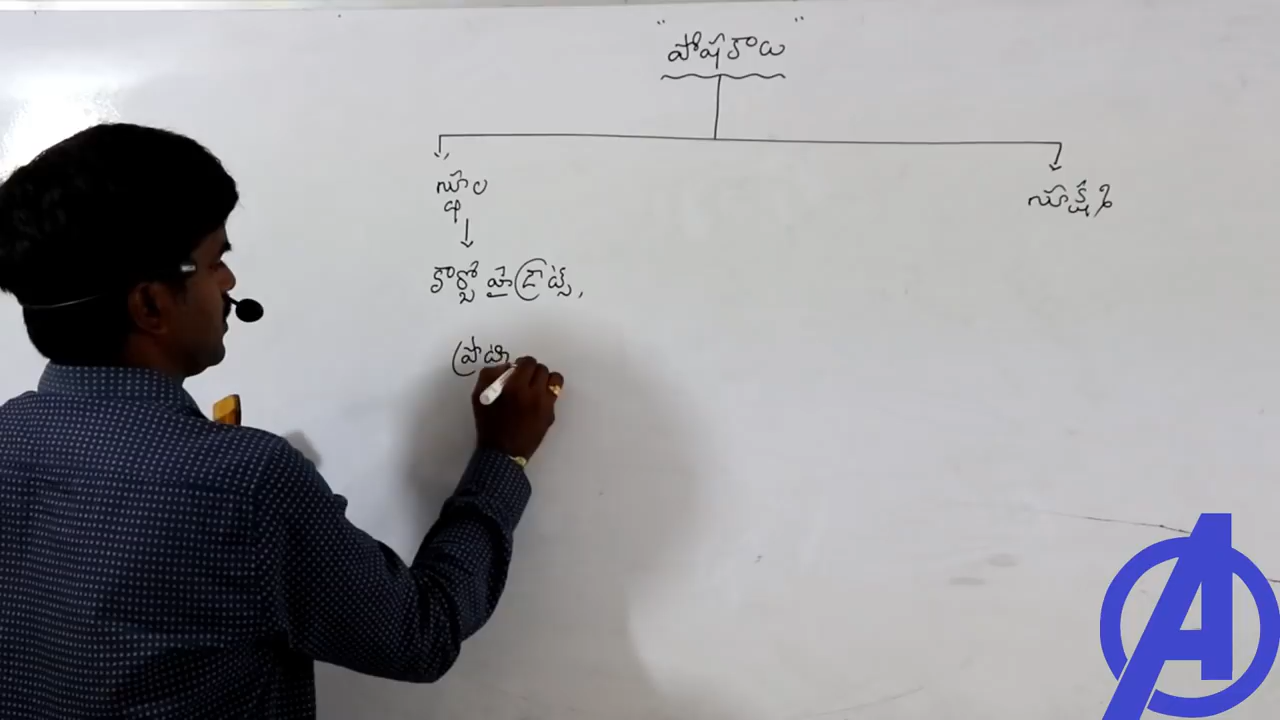 "పోషకాలు"
స్థూల
సూక్ష్మ
కార్బోహైడ్రేట్స్,
ప్రోటీ